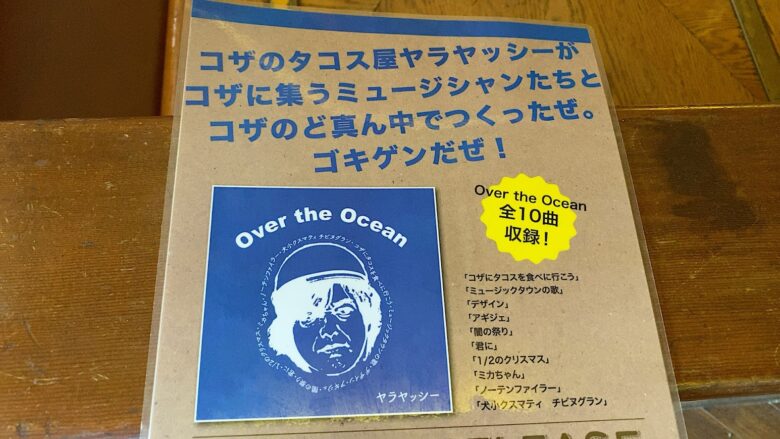 コザのタコス屋ヤラヤッシーが
コザに集うミュージシャンたちと
コザのど真ん中でつくったぜ。
ゴキゲンだぜ！
Over the Ocean
ヤラヤッシー
Over the Ocean
全10曲
収録！
「コザにタコスを食べに行こう」
「ミュージックタウンの歌」
「デザイン」
「アギジェ」
「闇の祭り」
「君に」
「1/2のクリスマス」
「ミカちゃん」
「ノーテンファイラー」
「犬小クスマティ　チビヌグラン」